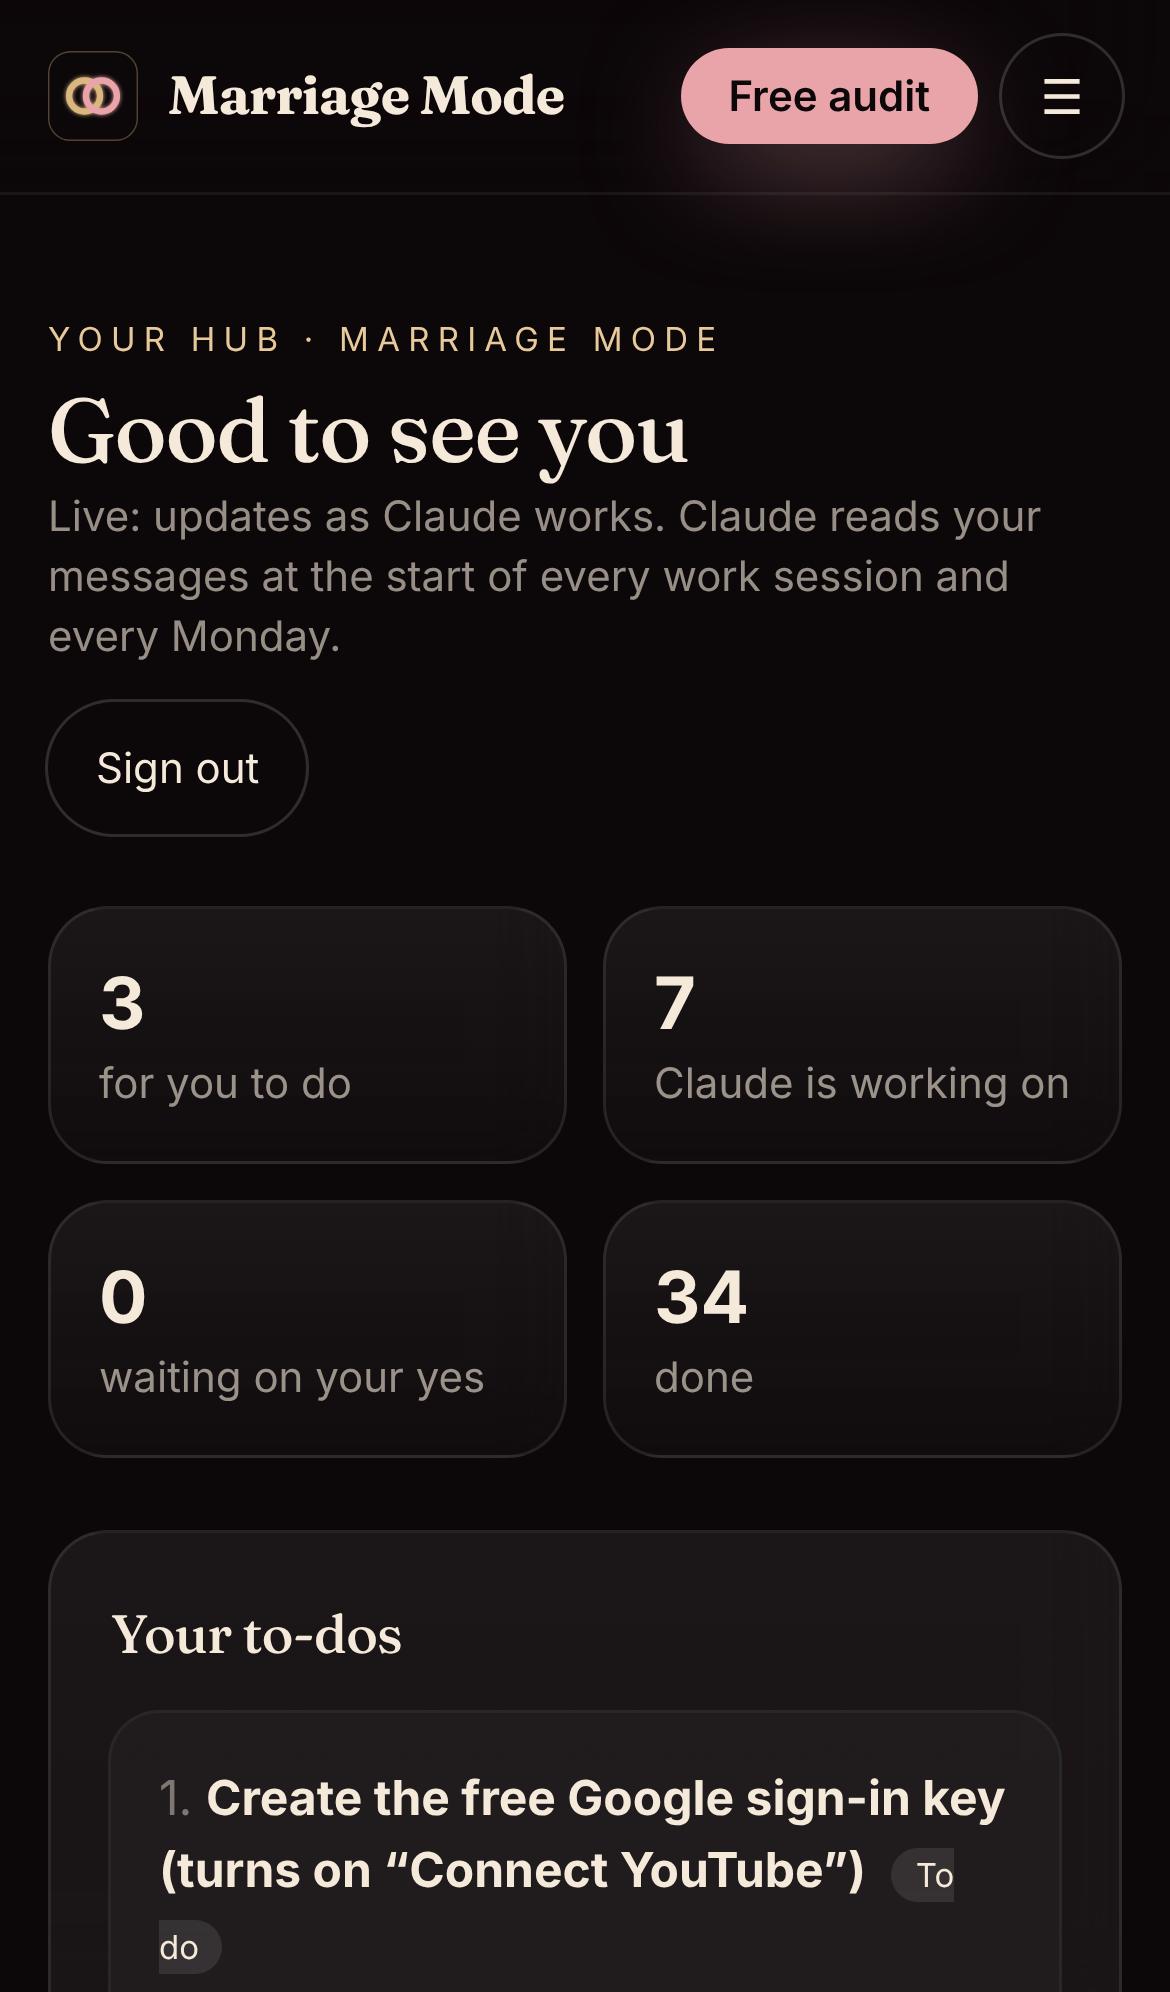 Marriage Mode
Free audit
YOUR HUB · MARRIAGE MODE
Good to see you
Live: updates as Claude works. Claude reads your
messages at the start of every work session and
every Monday.
Sign out
3
for you to do
7
Claude is working on
0
waiting on your yes
34
done
Your to-dos
1. Create the free Google sign-in key
(turns on “Connect YouTube”) To
do